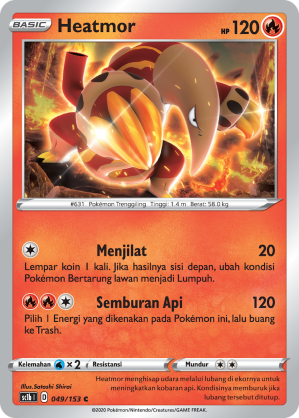 BASIC
Heatmor
HP 120
#631 Pokémon Trenggiling Tinggi: 1.4 m Berat: 58.0 kg
Menjilat 20
Lempar koin 1 kali. Jika hasilnya sisi depan, ubah kondisi
Pokémon Bertarung lawan menjadi Lumpuh.
Semburan Api 120
Pilih 1 Energi yang dikenakan pada Pokémon ini, lalu buang
ke Trash.
Kelemahan ×2 Resistansi Mundur
Illus. Satoshi Shirai
sc1b I D 049/153 C
Heatmor menghisap udara melalui lubang di ekornya untuk
meningkatkan kobaran api. Kondisinya memburuk jika
lubang tersebut ditutup.
©2020 Pokémon/Nintendo/Creatures/GAME FREAK.